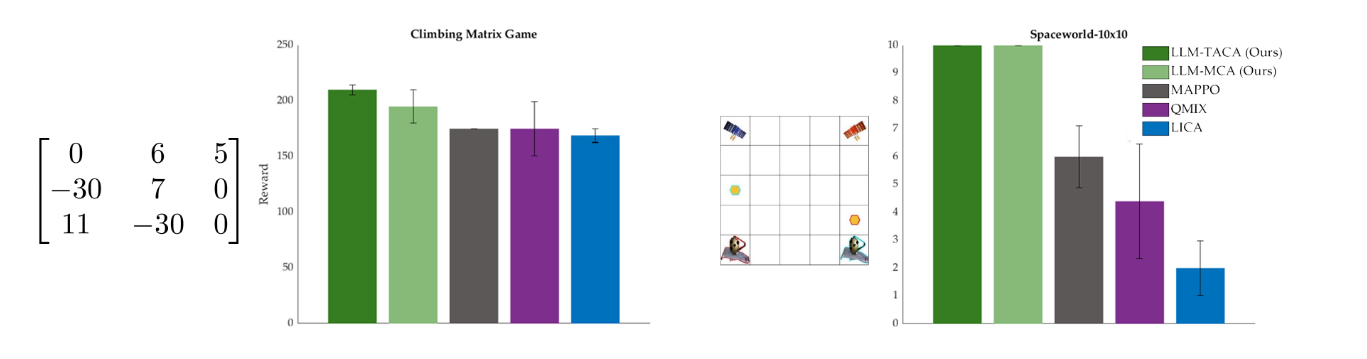 0 6 5
−30 7 0
11 −30 0
Climbing Matrix Game
Reward
250
200
150
100
50
0
Spaceworld-10x10
10
9
8
7
6
5
4
3
2
1
0
LLM-TACA (Ours)
LLM-MCA (Ours)
MAPPO
QMIX
LICA